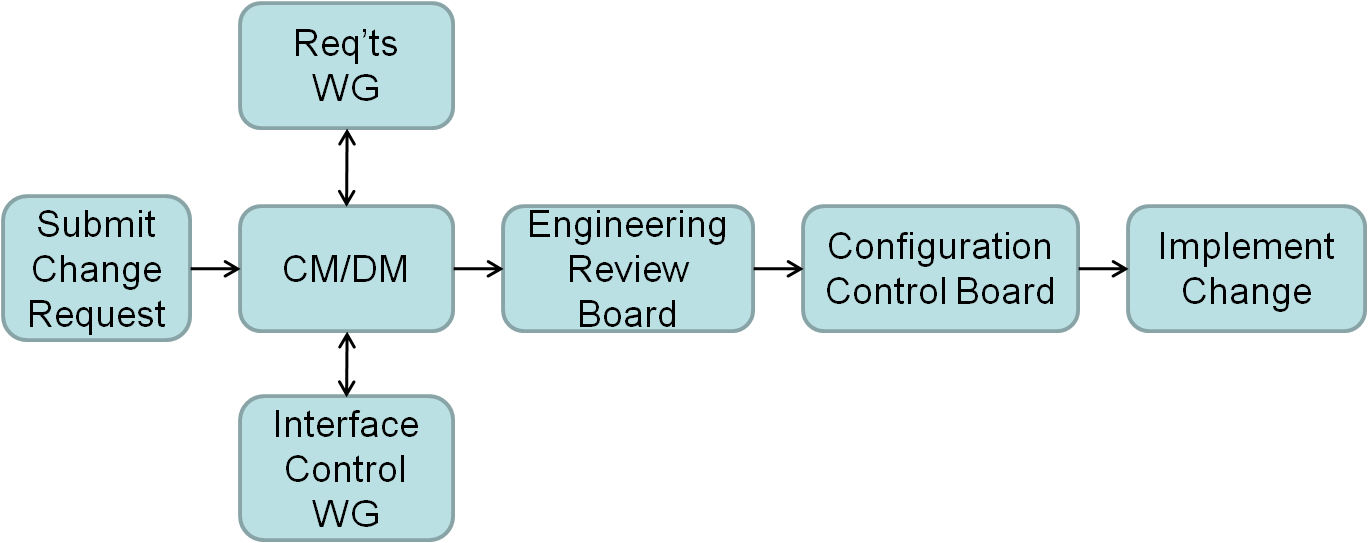 Req’ts
WG
Submit
Change
Request
CM/DM
Engineering
Review
Board
Configuration
Control Board
Implement
Change
Interface
Control
WG